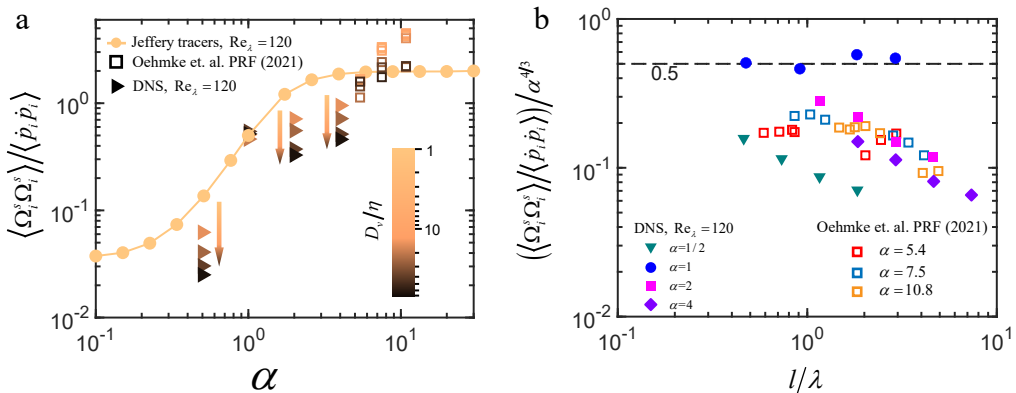 a
⟨Ω_i^s Ω_i^s⟩/⟨ṗ_i ṗ_i⟩
10^0
10^-1
10^-2
Jeffery tracers, Re_λ =120
Oehmke et. al. PRF (2021)
DNS, Re_λ=120
1
10
D_v/η
10^-1
10^0
10^1
α
b
(⟨Ω_i^s Ω_i^s⟩/⟨ṗ_i ṗ_i⟩)/α^4/3
10^0
10^-1
10^-2
0.5
DNS, Re_λ=120
α=1/2
α=1
α=2
α=4
Oehmke et. al. PRF (2021)
α = 5.4
α = 7.5
α = 10.8
10^-1
10^0
10^1
l/λ